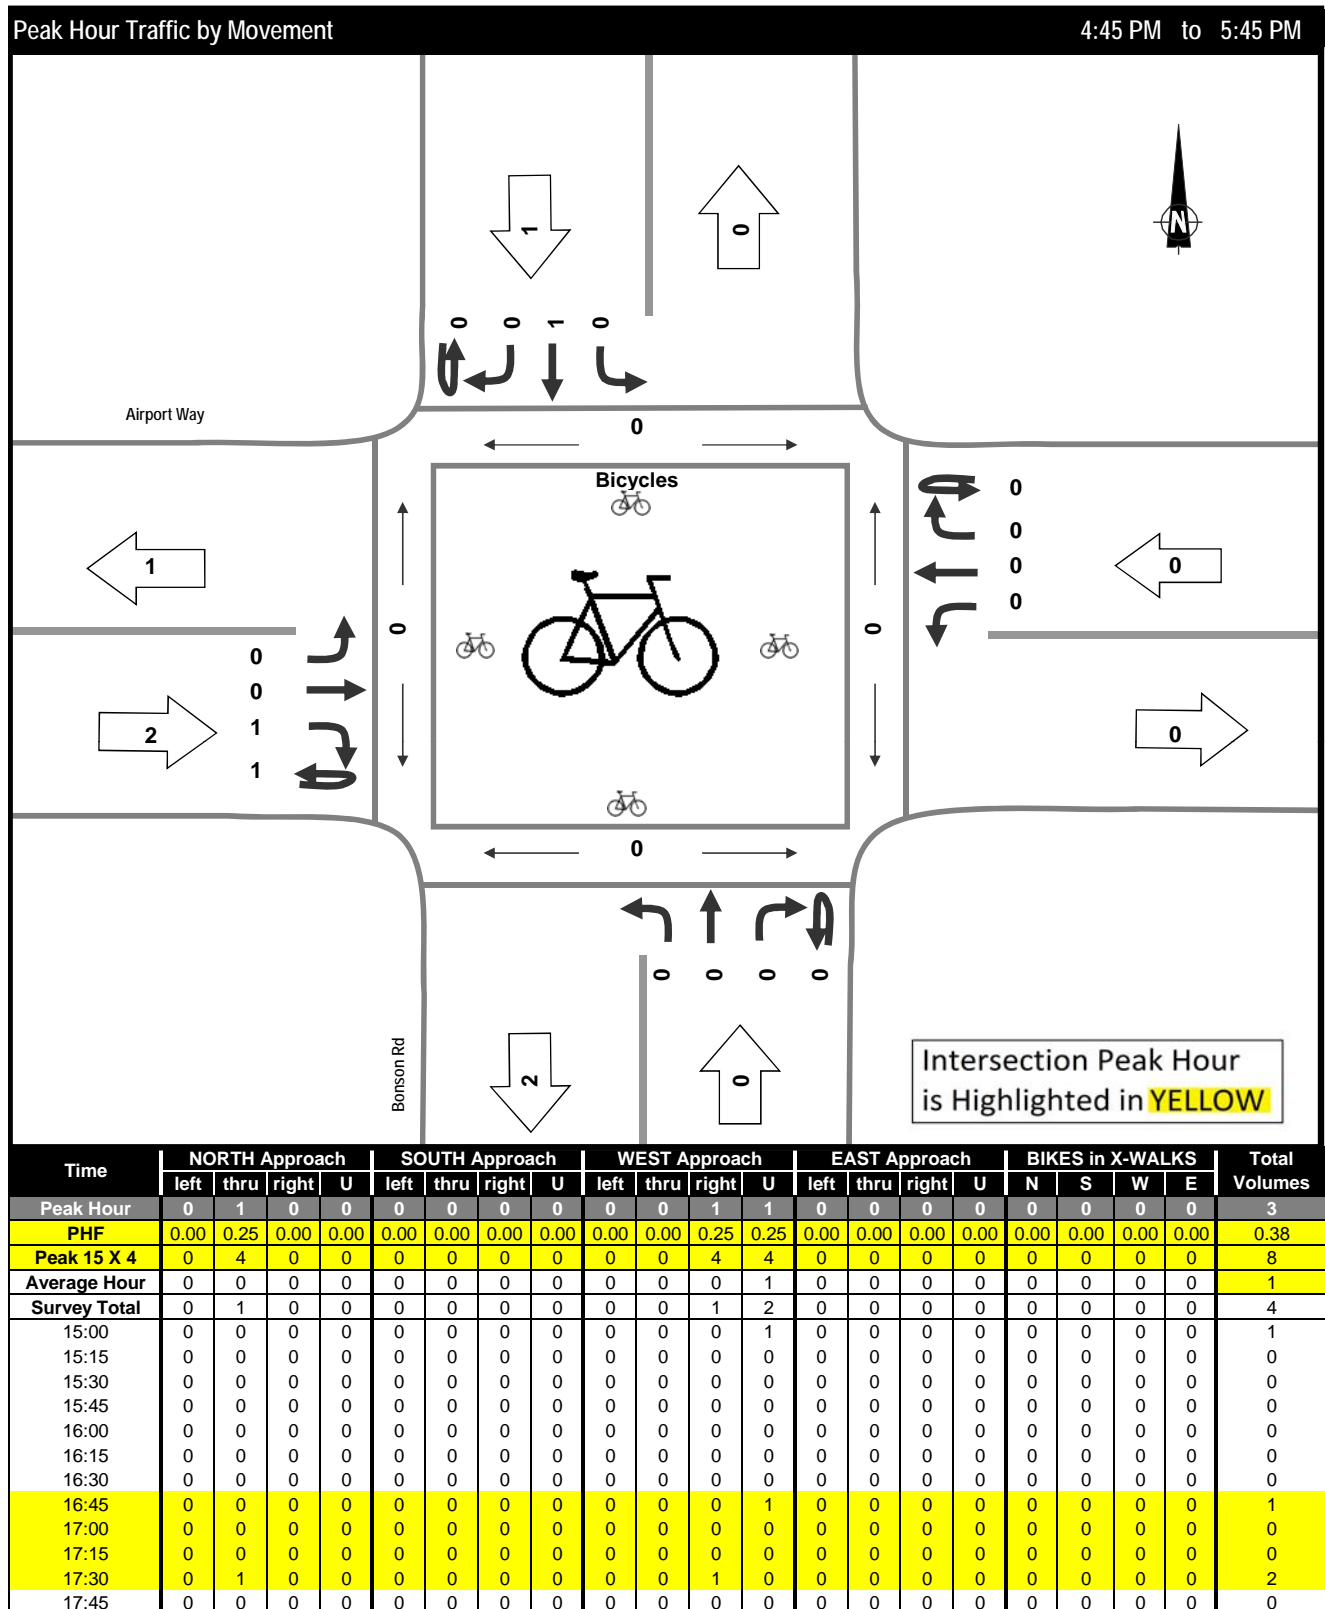 Peak Hour Traffic by Movement 4:45 PM to 5:45 PM
1 0
N
0 0 1 0
Airport Way
0
Bicycles
0
0
1
0
0
0
0
0
0
0
0
2
1
0
1
0
0 0 0 0
Bonson Rd
2
0
Intersection Peak Hour
is Highlighted in YELLOW
Time NORTH Approach SOUTH Approach WEST Approach EAST Approach BIKES in X-WALKS Total
left thru right U left thru right U left thru right U left thru right U N S W E Volumes
Peak Hour 0 1 0 0 0 0 0 0 0 0 1 1 0 0 0 0 0 0 0 0 3
PHF 0.00 0.25 0.00 0.00 0.00 0.00 0.00 0.00 0.00 0.00 0.25 0.25 0.00 0.00 0.00 0.00 0.00 0.00 0.00 0.00 0.38
Peak 15 X 4 0 4 0 0 0 0 0 0 0 0 4 4 0 0 0 0 0 0 0 0 8
Average Hour 0 0 0 0 0 0 0 0 0 0 0 1 0 0 0 0 0 0 0 0 1
Survey Total 0 1 0 0 0 0 0 0 0 0 1 2 0 0 0 0 0 0 0 0 4
15:00 0 0 0 0 0 0 0 0 0 0 0 1 0 0 0 0 0 0 0 0 1
15:15 0 0 0 0 0 0 0 0 0 0 0 0 0 0 0 0 0 0 0 0 0
15:30 0 0 0 0 0 0 0 0 0 0 0 0 0 0 0 0 0 0 0 0 0
15:45 0 0 0 0 0 0 0 0 0 0 0 0 0 0 0 0 0 0 0 0 0
16:00 0 0 0 0 0 0 0 0 0 0 0 0 0 0 0 0 0 0 0 0 0
16:15 0 0 0 0 0 0 0 0 0 0 0 0 0 0 0 0 0 0 0 0 0
16:30 0 0 0 0 0 0 0 0 0 0 0 0 0 0 0 0 0 0 0 0 0
16:45 0 0 0 0 0 0 0 0 0 0 0 1 0 0 0 0 0 0 0 0 1
17:00 0 0 0 0 0 0 0 0 0 0 0 0 0 0 0 0 0 0 0 0 0
17:15 0 0 0 0 0 0 0 0 0 0 0 0 0 0 0 0 0 0 0 0 0
17:30 0 1 0 0 0 0 0 0 0 0 1 0 0 0 0 0 0 0 0 0 2
17:45 0 0 0 0 0 0 0 0 0 0 0 0 0 0 0 0 0 0 0 0 0